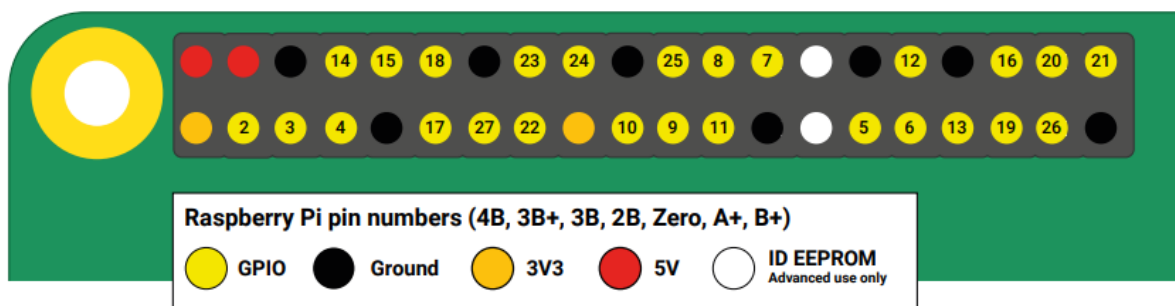 14 15 18 23 24 25 8 7 12 16 20 21
2 3 4 17 27 22 10 9 11 5 6 13 19 26
Raspberry Pi pin numbers (4B, 3B+, 3B, 2B, Zero, A+, B+)
GPIO Ground 3V3 5V ID EEPROM
Advanced use only